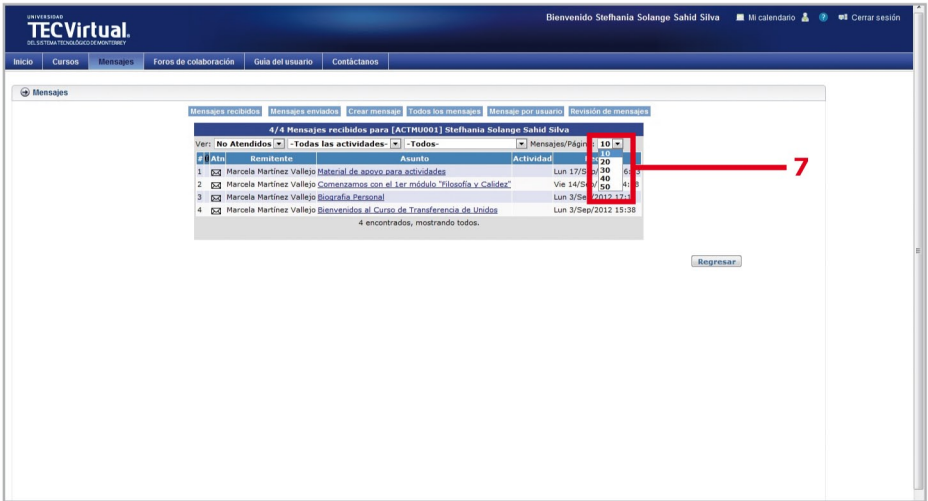 UNIVERSIDAD
TECVirtual.
DEL SISTEMA TECNOLÓGICO DE MONTERREY
Bienvenido Stefhania Solange Sahid Silva Mi calendario ? Cerrar sesión
Inicio Cursos Mensajes Foros de colaboración Guía del usuario Contáctanos
Mensajes
Mensajes recibidos Mensajes enviados Crear mensaje Todos los mensajes Mensaje por usuario Revisión de mensajes
4/4 Mensajes recibidos para [ACTMU001] Stefhania Solange Sahid Silva
Ver: No Atendidos -Todas las actividades- -Todos- Mensajes/Página: 10
10
20
30
40
50
# Atn Remitente Asunto Actividad
1 Marcela Martínez Vallejo Material de apoyo para actividades Lun 17/Sep/
2 Marcela Martínez Vallejo Comenzamos con el 1er módulo "Filosofía y Calidez" Vie 14/Sep/
3 Marcela Martínez Vallejo Biografia Personal Lun 3/Sep/2012
4 Marcela Martínez Vallejo Bienvenidos al Curso de Transferencia de Unidos Lun 3/Sep/2012 15:38
4 encontrados, mostrando todos.
Regresar
7